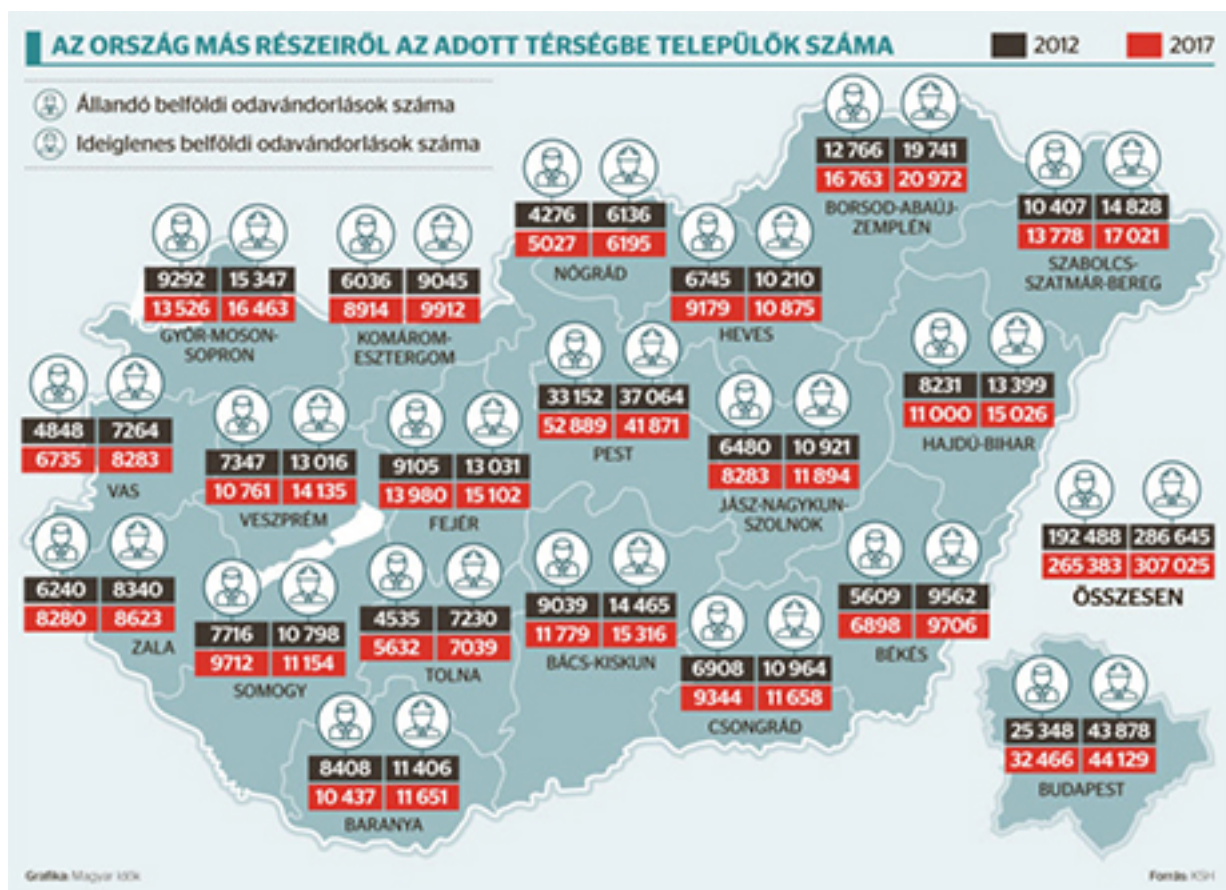 AZ ORSZÁG MÁS RÉSZEIRŐL AZ ADOTT TÉRSÉGBE TELEPÜLŐK SZÁMA
2012 2017
Állandó belföldi odavándorlások száma
Ideiglenes belföldi odavándorlások száma
12 766 19 741
16 763 20 972
BORSOD-ABAÚJ-
ZEMPLÉN
10 407 14 828
13 778 17 021
SZABOLCS-
SZATMÁR-BEREG
4276 6136
5027 6195
NÓGRÁD
9292 15 347
13 526 16 463
GYŐR-MOSON-
SOPRON
6036 9045
8914 9912
KOMÁROM-
ESZTERGOM
6745 10 210
9179 10 875
HEVES
33 152 37 064
52 889 41 871
PEST
8231 13 399
11 000 15 026
HAJDÚ-BIHAR
4848 7264
6735 8283
VAS
7347 13 016
10 761 14 135
VESZPRÉM
9105 13 031
13 980 15 102
FEJÉR
6480 10 921
8283 11 894
JÁSZ-NAGYKUN-
SZOLNOK
192 488 286 645
265 383 307 025
ÖSSZESEN
6240 8340
8280 8623
ZALA
7716 10 798
9712 11 154
SOMOGY
4535 7230
5632 7039
TOLNA
9039 14 465
11 779 15 316
BÁCS-KISKUN
5609 9562
6898 9706
BÉKÉS
6908 10 964
9344 11 658
CSONGRÁD
25 348 43 878
32 466 44 129
BUDAPEST
8408 11 406
10 437 11 651
BARANYA
Grafika: Magyar Idők
Forrás: KSH